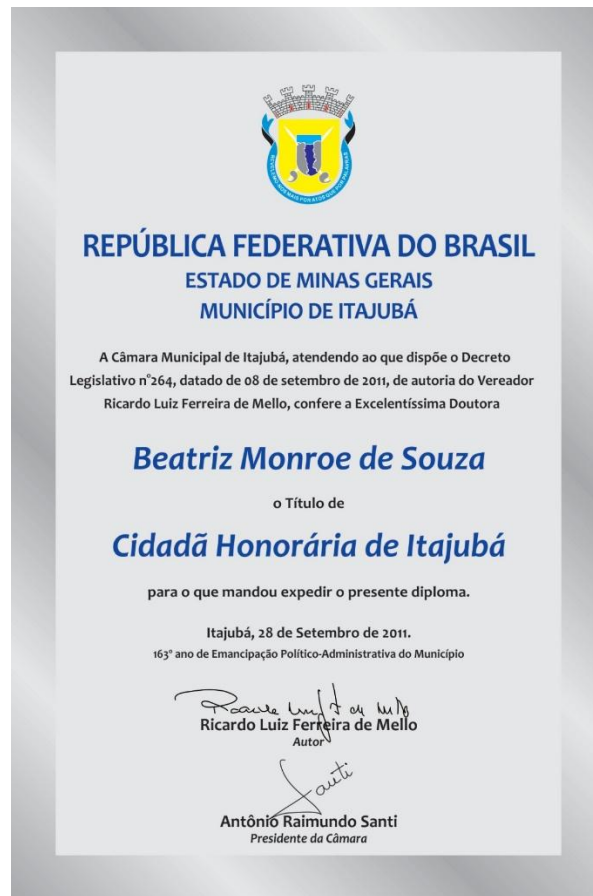 REPÚBLICA FEDERATIVA DO BRASIL
ESTADO DE MINAS GERAIS
MUNICÍPIO DE ITAJUBÁ
A Câmara Municipal de Itajubá, atendendo ao que dispõe o Decreto
Legislativo n°264, datado de 08 de setembro de 2011, de autoria do Vereador
Ricardo Luiz Ferreira de Mello, confere a Excelentíssima Doutora
Beatriz Monroe de Souza
o Título de
Cidadã Honorária de Itajubá
para o que mandou expedir o presente diploma.
Itajubá, 28 de Setembro de 2011.
163° ano de Emancipação Político-Administrativa do Município
Ricardo Luiz Ferreira de Mello
Autor
Santi
Antônio Raimundo Santi
Presidente da Câmara